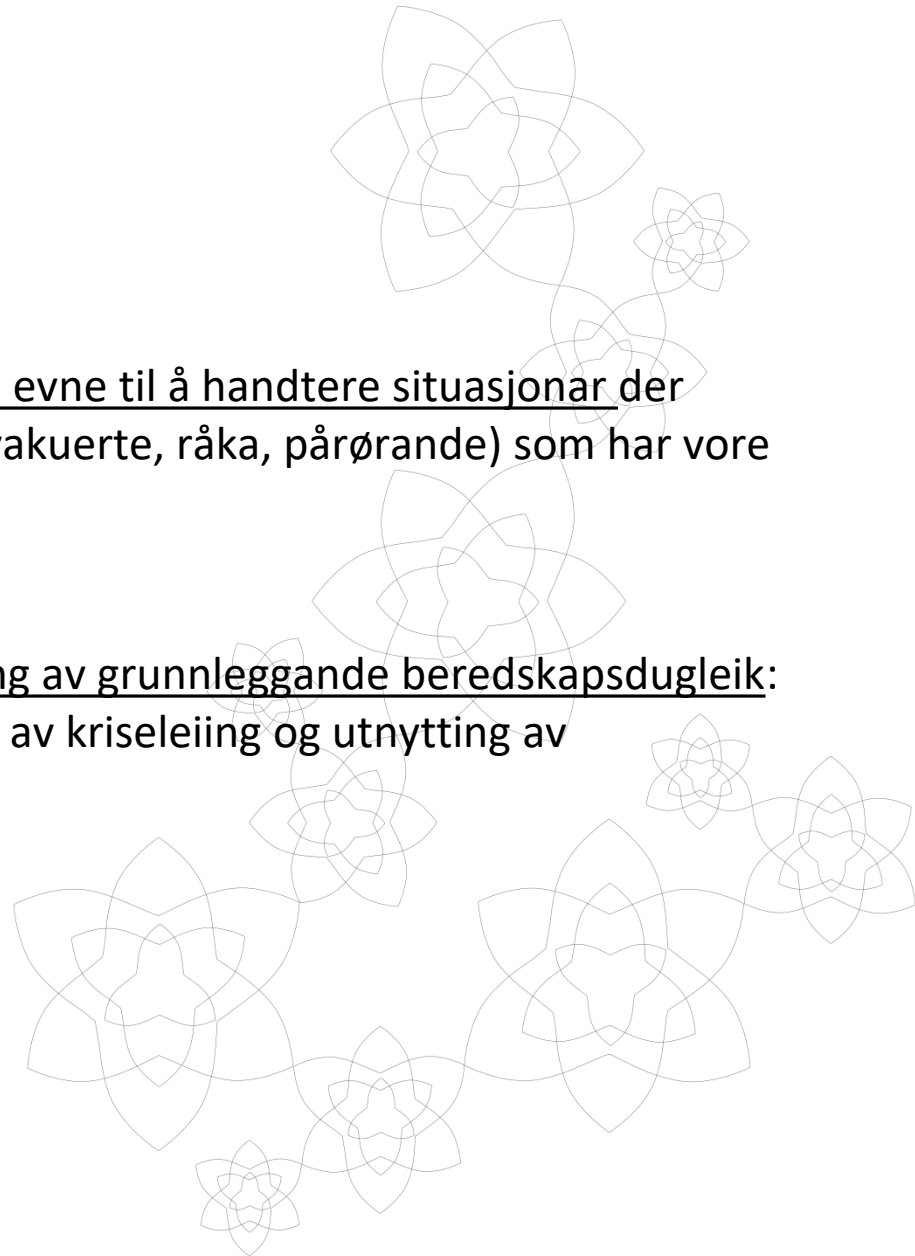 evne til å handtere situasjonar der
vakuerte, råka, pårørande) som har vore
ng av grunnleggande beredskapsdugleik:
av kriseleiing og utnytting av